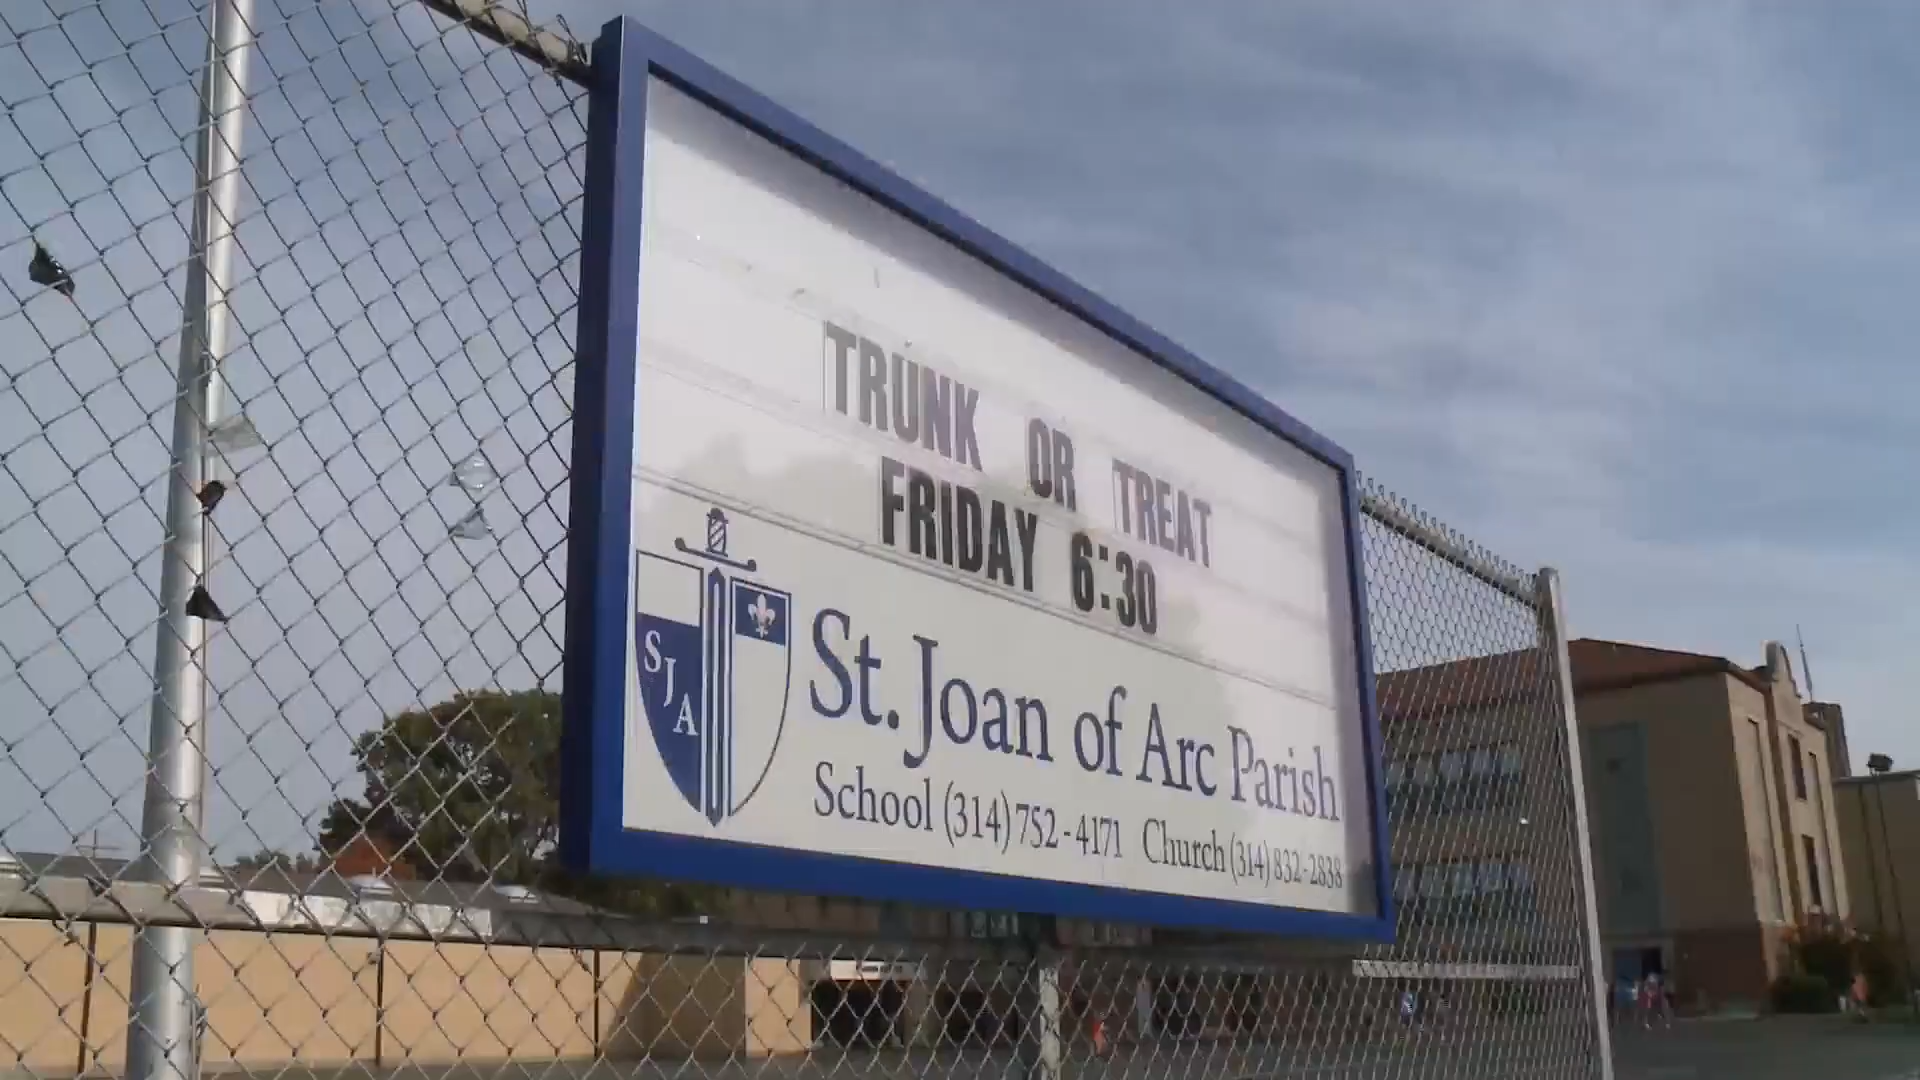 TRUNK OR TREAT
FRIDAY 6:30
SJA
St. Joan of Arc Parish
School (314) 752-4171 Church (314) 832-2838